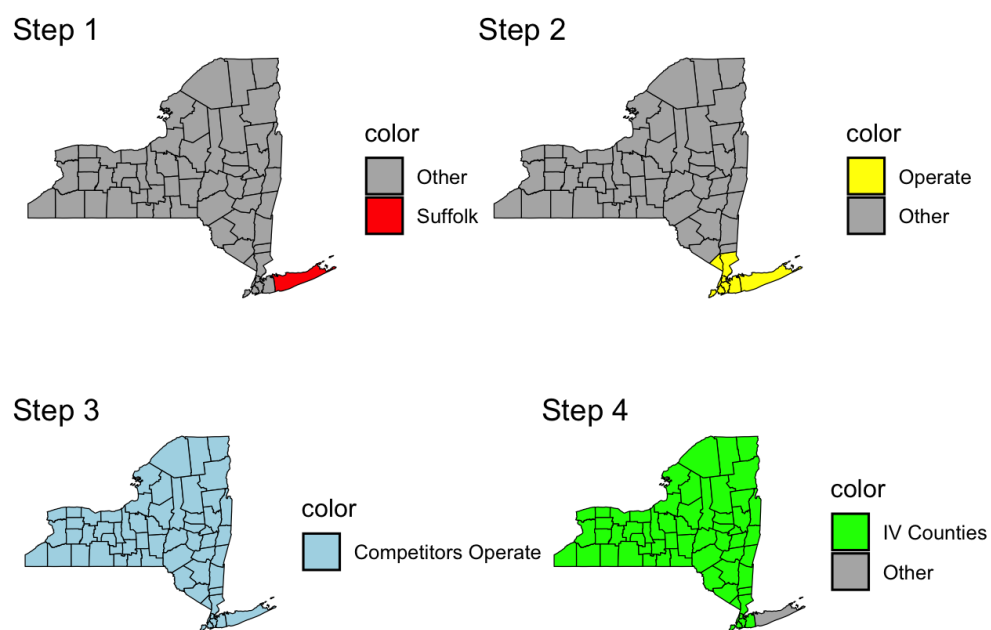 Step 1
color
Other
Suffolk
Step 2
color
Operate
Other
Step 3
color
Competitors Operate
Step 4
color
IV Counties
Other